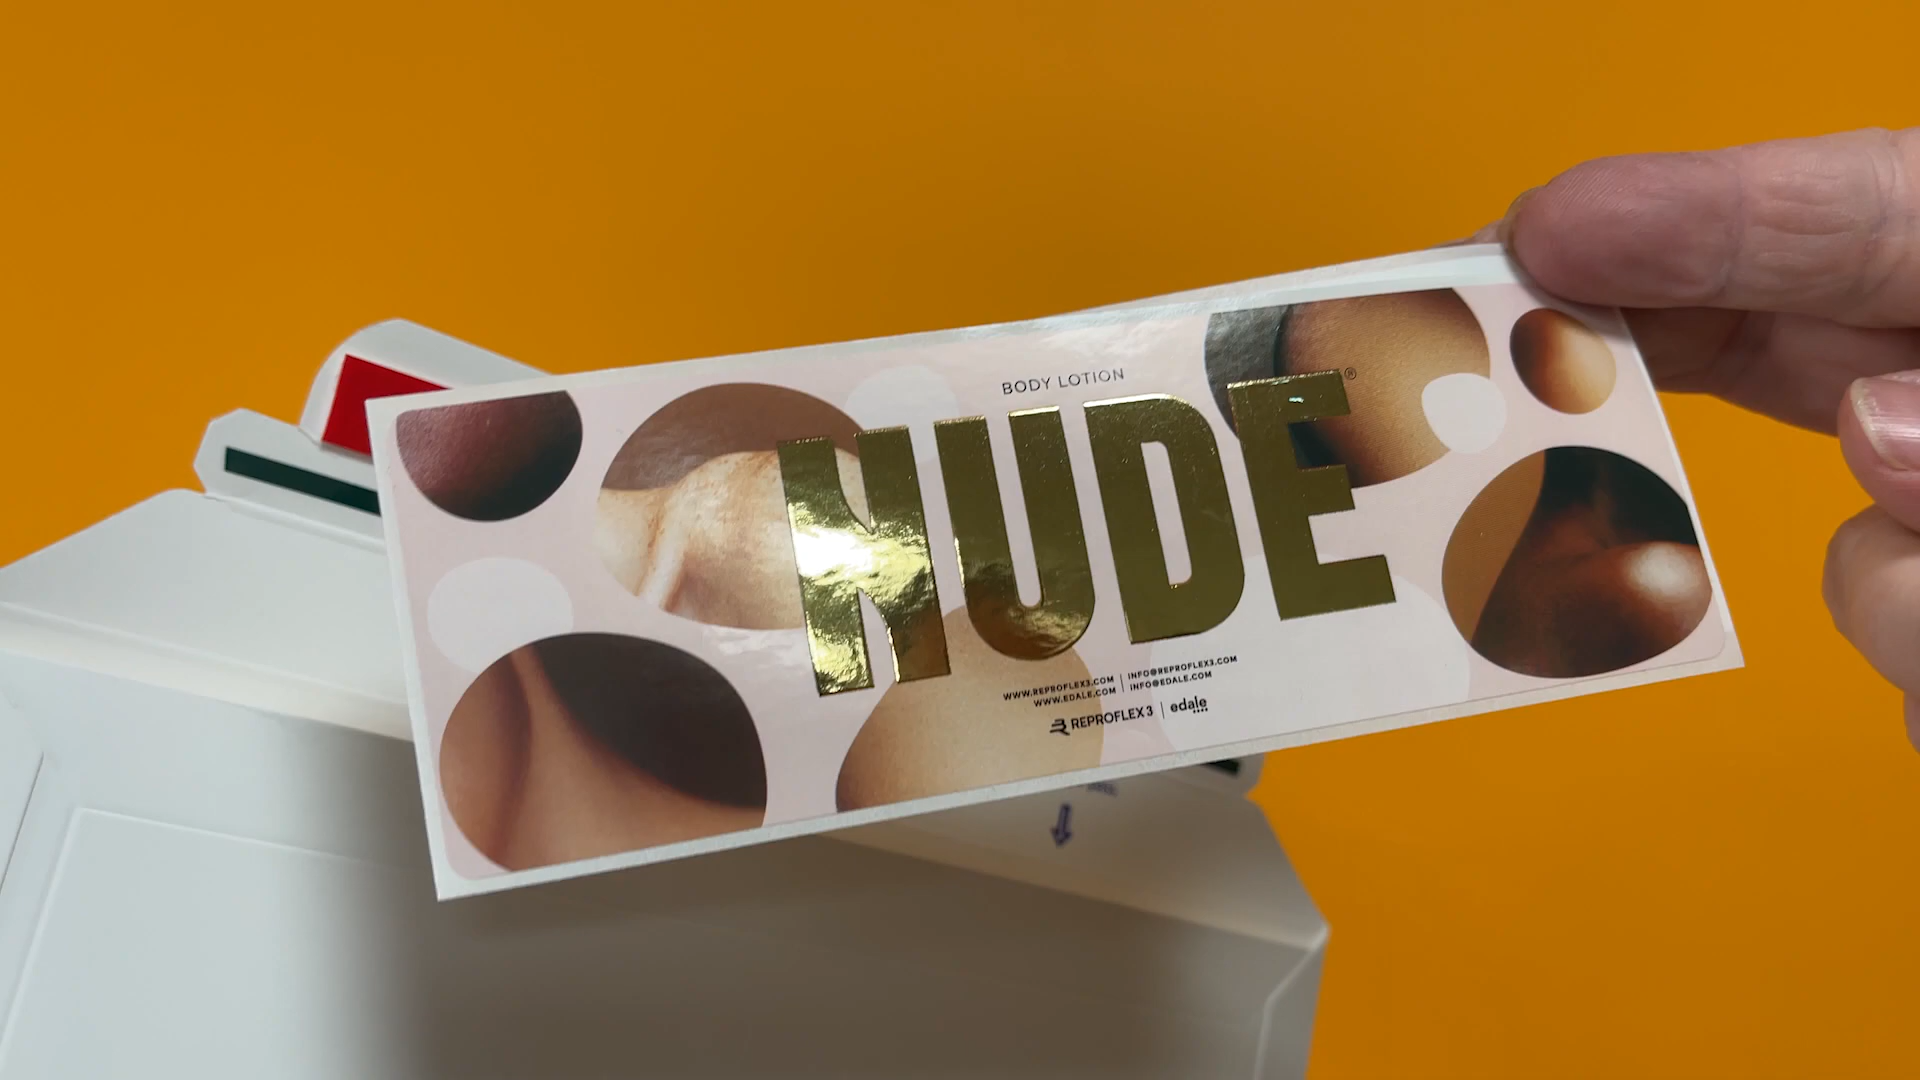 BODY LOTION
NUDE®
WWW.REPROFLEX3.COM | INFO@REPROFLEX3.COM
WWW.EDALE.COM | INFO@EDALE.COM
REPROFLEX3 | edale